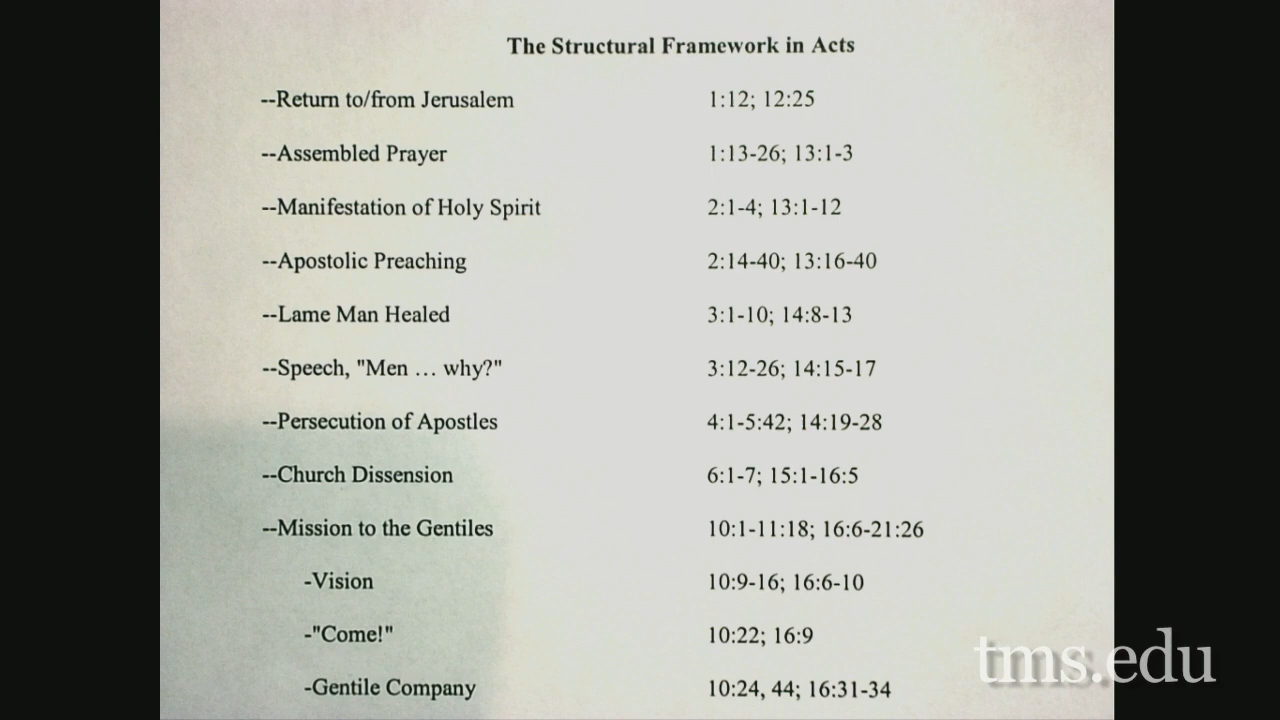 The Structural Framework in Acts
--Return to/from Jerusalem 1:12; 12:25
--Assembled Prayer 1:13-26; 13:1-3
--Manifestation of Holy Spirit 2:1-4; 13:1-12
--Apostolic Preaching 2:14-40; 13:16-40
--Lame Man Healed 3:1-10; 14:8-13
--Speech, "Men ... why?" 3:12-26; 14:15-17
--Persecution of Apostles 4:1-5:42; 14:19-28
--Church Dissension 6:1-7; 15:1-16:5
--Mission to the Gentiles 10:1-11:18; 16:6-21:26
-Vision 10:9-16; 16:6-10
-"Come!" 10:22; 16:9
-Gentile Company 10:24, 44; 16:31-34
tms.edu